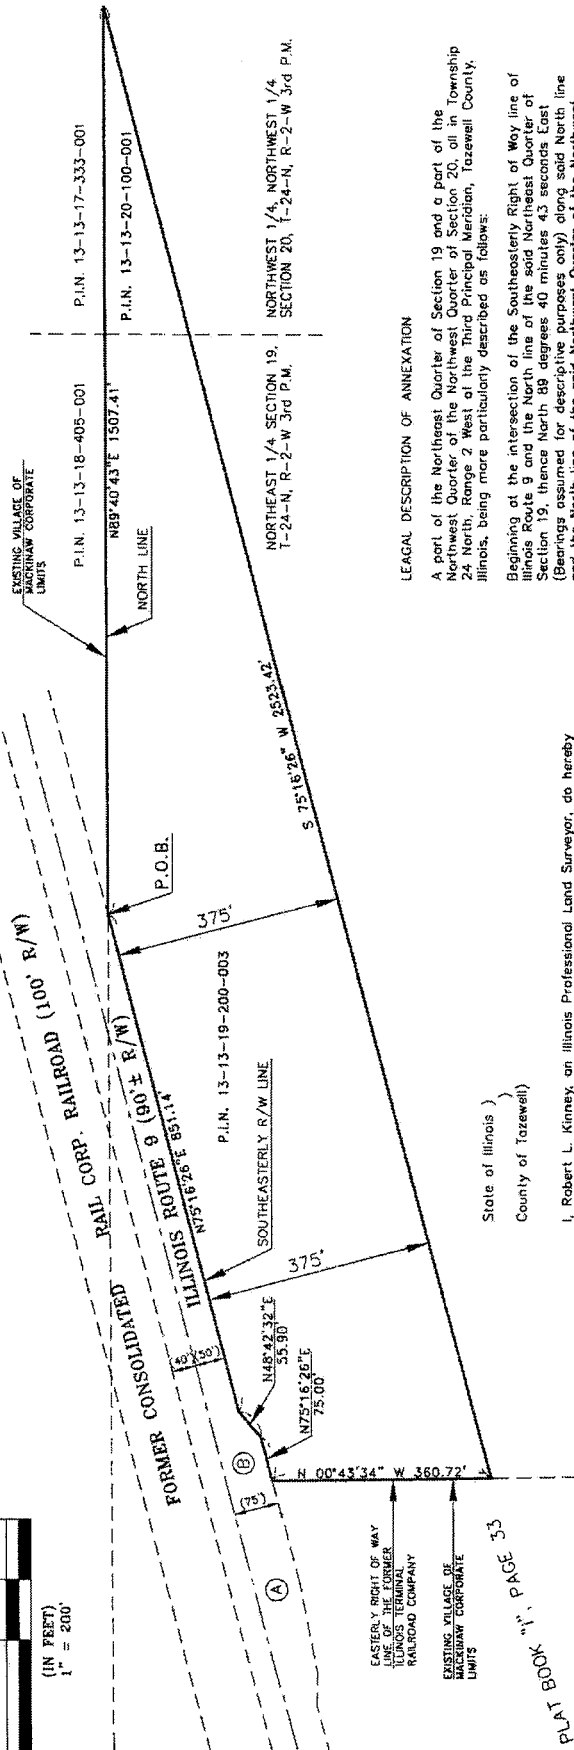 (IN FEET)
1" = 200'
FORMER CONSOLIDATED
RAIL CORP. RAILROAD (100' R/W)
ILLINOIS ROUTE 9 (90'± R/W)
N75°16'26"E 851.14'
SOUTHEASTERLY R/W LINE
P.I.N. 13-13-19-200-003
375'
375'
P.O.B.
EXISTING VILLAGE OF
MACKINAW CORPORATE
LIMITS
P.I.N. 13-13-18-405-001
N89°40'43"E 1507.41'
NORTH LINE
P.I.N. 13-13-17-333-001
P.I.N. 13-13-20-100-001
NORTHEAST 1/4 SECTION 19,
T-24-N, R-2-W 3rd P.M.
NORTHWEST 1/4, NORTHWEST 1/4
SECTION 20, T-24-N, R-2-W 3rd P.M.
S 75°16'26" W 2523.42'
40'
(50')
N48°42'32"E
55.90'
N75°16'26"E
75.00'
B
(75')
A
N 00°43'34" W 360.72'
EASTERLY RIGHT OF WAY
LINE OF THE FORMER
ILLINOIS TERMINAL
RAILROAD COMPANY
EXISTING VILLAGE OF
MACKINAW CORPORATE
LIMITS
PLAT BOOK "I", PAGE 33
State of Illinois )
)
County of Tazewell)
I, Robert L. Kinney, an Illinois Professional Land Surveyor, do hereby
LEAGAL DESCRIPTION OF ANNEXATION
A part of the Northeast Quarter of Section 19 and a part of the
Northwest Quarter of the Northwest Quarter of Section 20, all in Township
24 North, Range 2 West of the Third Principal Meridian, Tazewell County,
Illinois, being more particularly described as follows:
Beginning at the intersection of the Southeasterly Right of Way line of
Illinois Route 9 and the North line of the said Northeast Quarter of
Section 19, thence North 89 degrees 40 minutes 43 seconds East
(Bearings assumed for descriptive purposes only) along said North line
and the North line of the said Northwest Quarter of the Northwest